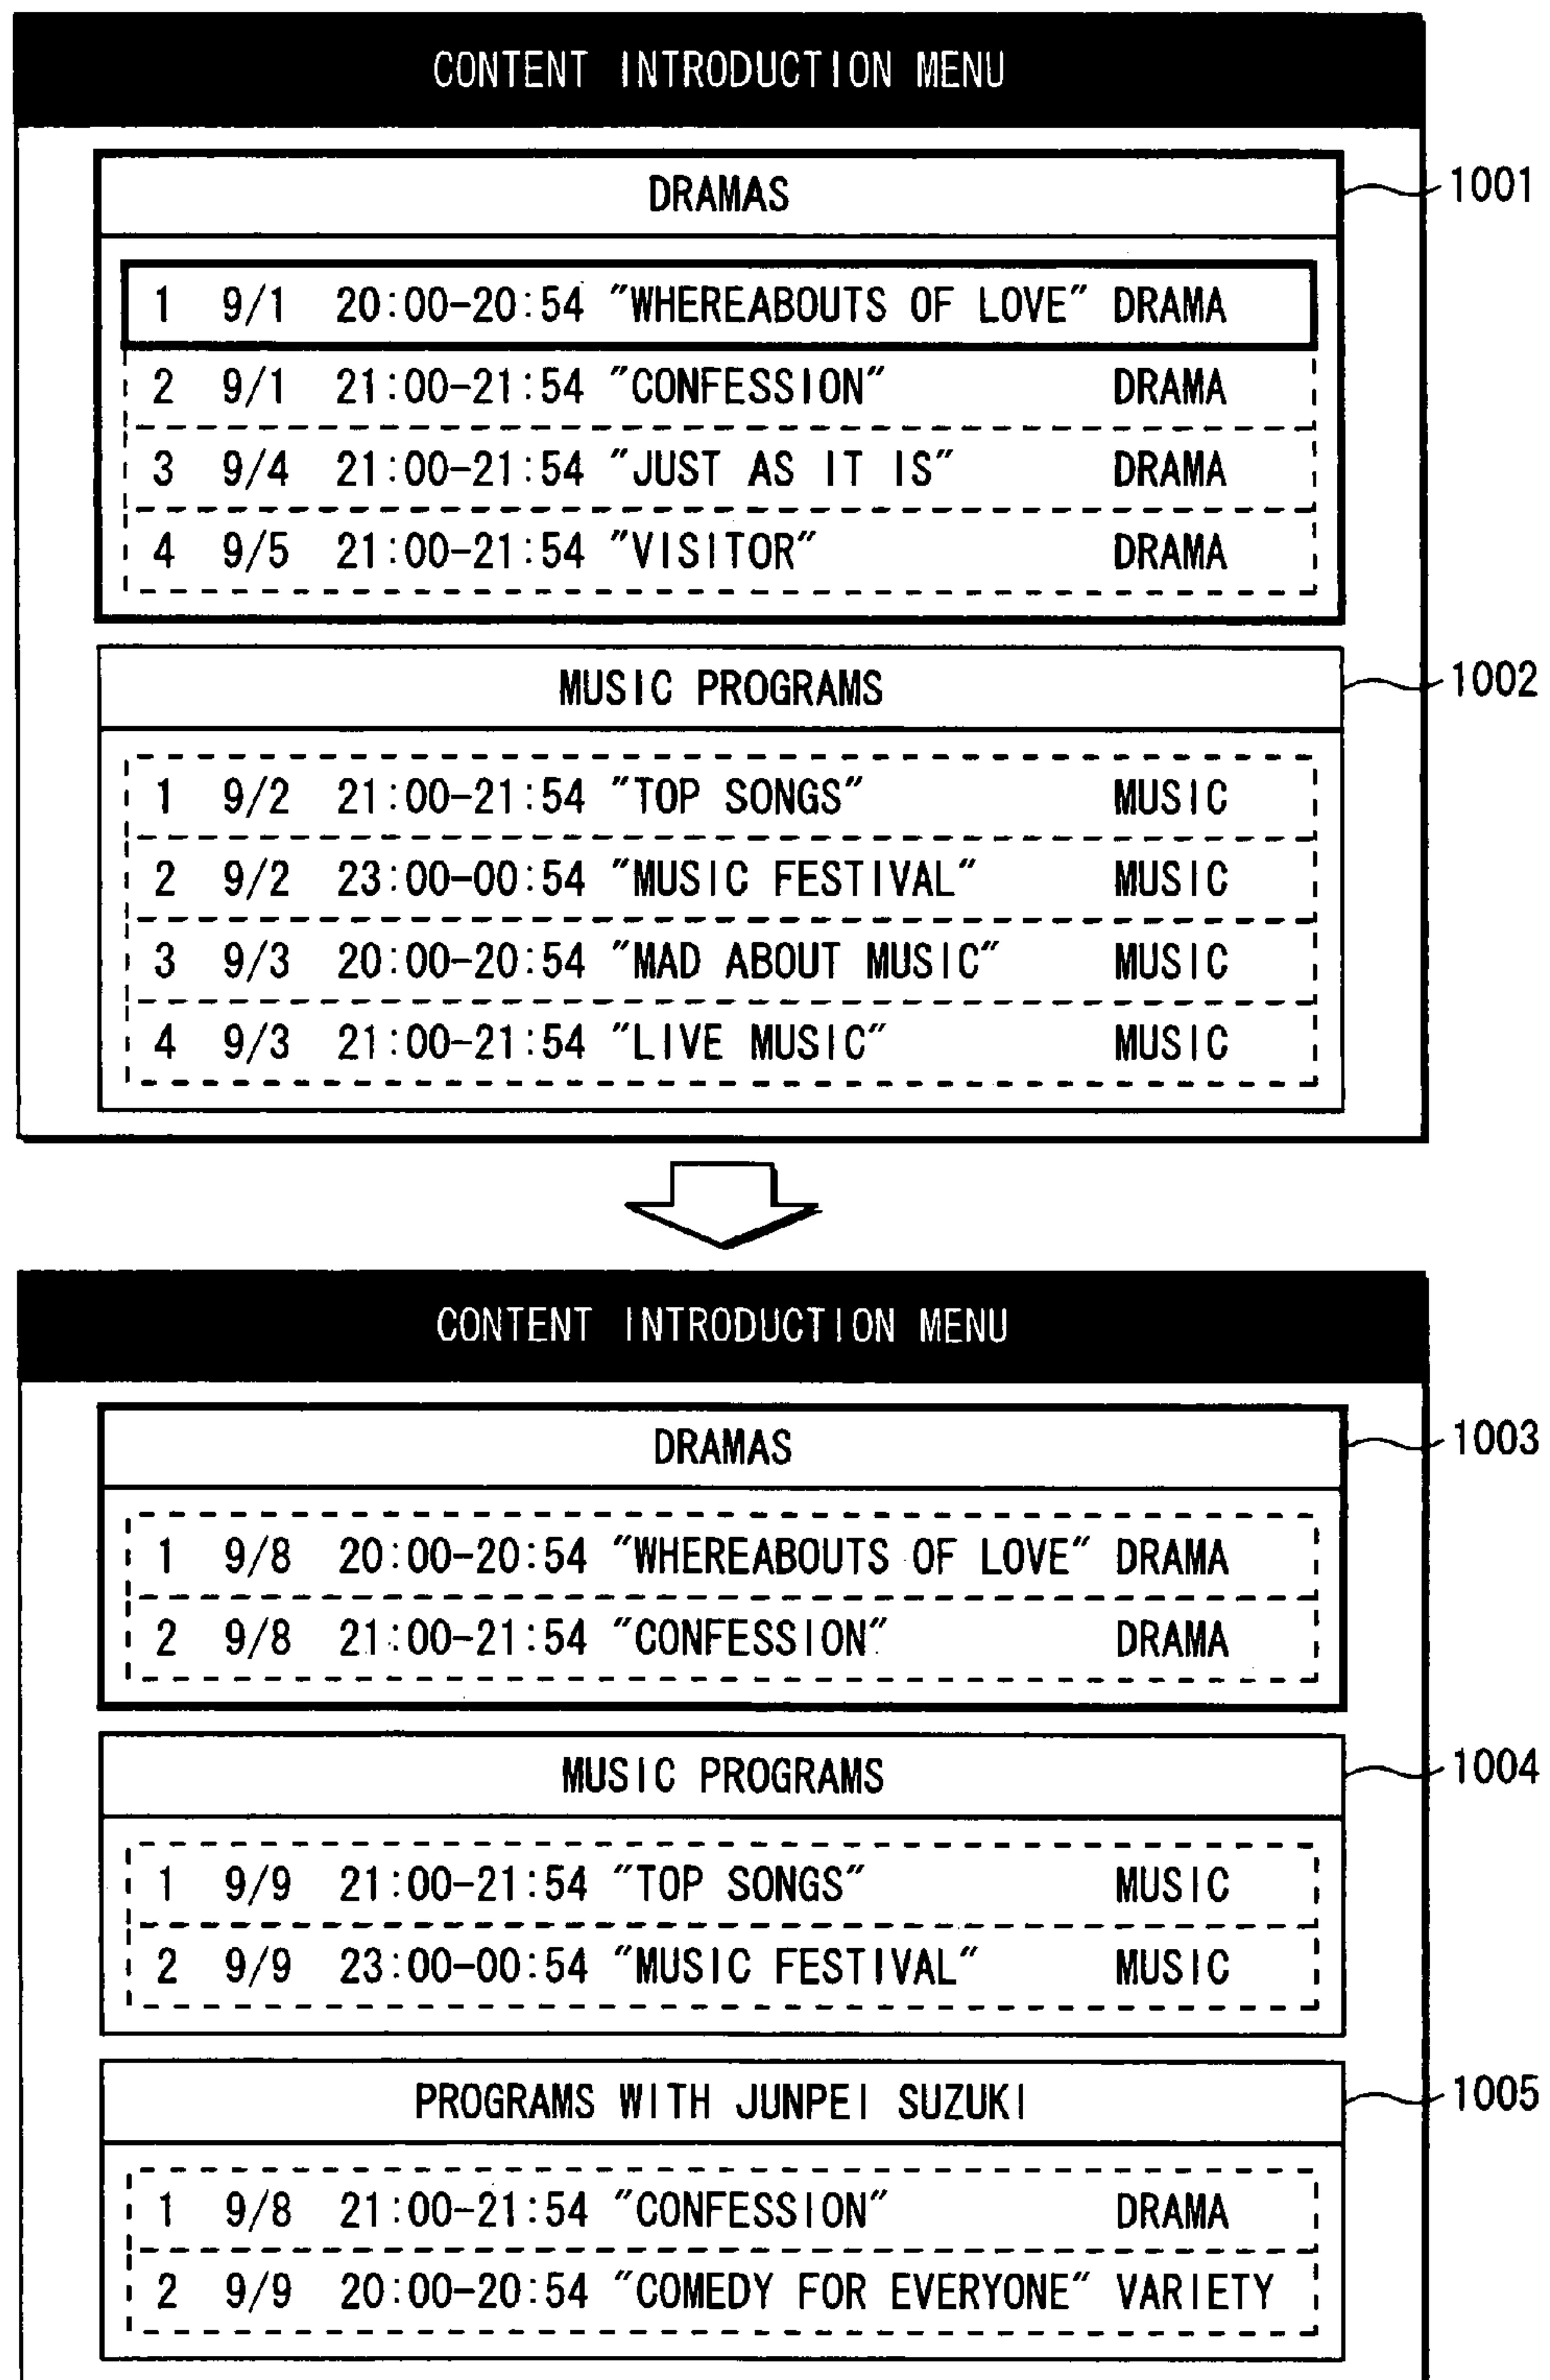 CONTENT INTRODUCTION MENU
DRAMAS
1001
1 9/1 20:00-20:54 "WHEREABOUTS OF LOVE" DRAMA
2 9/1 21:00-21:54 "CONFESSION" DRAMA
3 9/4 21:00-21:54 "JUST AS IT IS" DRAMA
4 9/5 21:00-21:54 "VISITOR" DRAMA
MUSIC PROGRAMS
1002
1 9/2 21:00-21:54 "TOP SONGS" MUSIC
2 9/2 23:00-00:54 "MUSIC FESTIVAL" MUSIC
3 9/3 20:00-20:54 "MAD ABOUT MUSIC" MUSIC
4 9/3 21:00-21:54 "LIVE MUSIC" MUSIC
CONTENT INTRODUCTION MENU
DRAMAS
1003
1 9/8 20:00-20:54 "WHEREABOUTS OF LOVE" DRAMA
2 9/8 21:00-21:54 "CONFESSION" DRAMA
MUSIC PROGRAMS
1004
1 9/9 21:00-21:54 "TOP SONGS" MUSIC
2 9/9 23:00-00:54 "MUSIC FESTIVAL" MUSIC
PROGRAMS WITH JUNPEI SUZUKI
1005
1 9/8 21:00-21:54 "CONFESSION" DRAMA
2 9/9 20:00-20:54 "COMEDY FOR EVERYONE" VARIETY